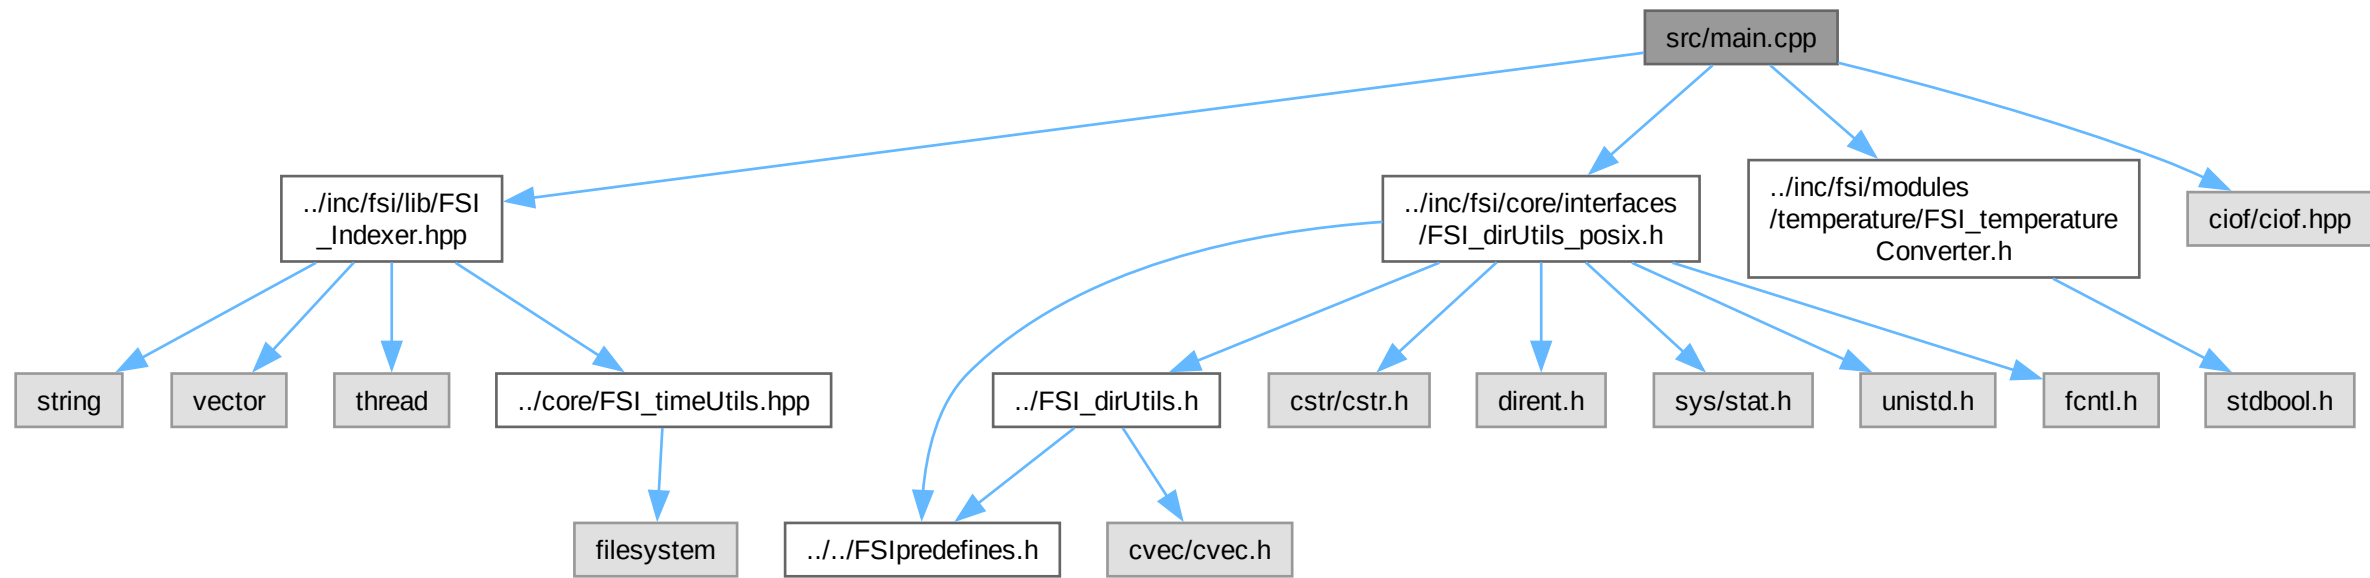 src/main.cpp
../inc/fsi/lib/FSI
_Indexer.hpp
../inc/fsi/core/interfaces
/FSI_dirUtils_posix.h
../inc/fsi/modules
/temperature/FSI_temperature
Converter.h
ciof/ciof.hpp
string
vector
thread
../core/FSI_timeUtils.hpp
../FSI_dirUtils.h
cstr/cstr.h
dirent.h
sys/stat.h
unistd.h
fcntl.h
stdbool.h
filesystem
../../FSIpredefines.h
cvec/cvec.h